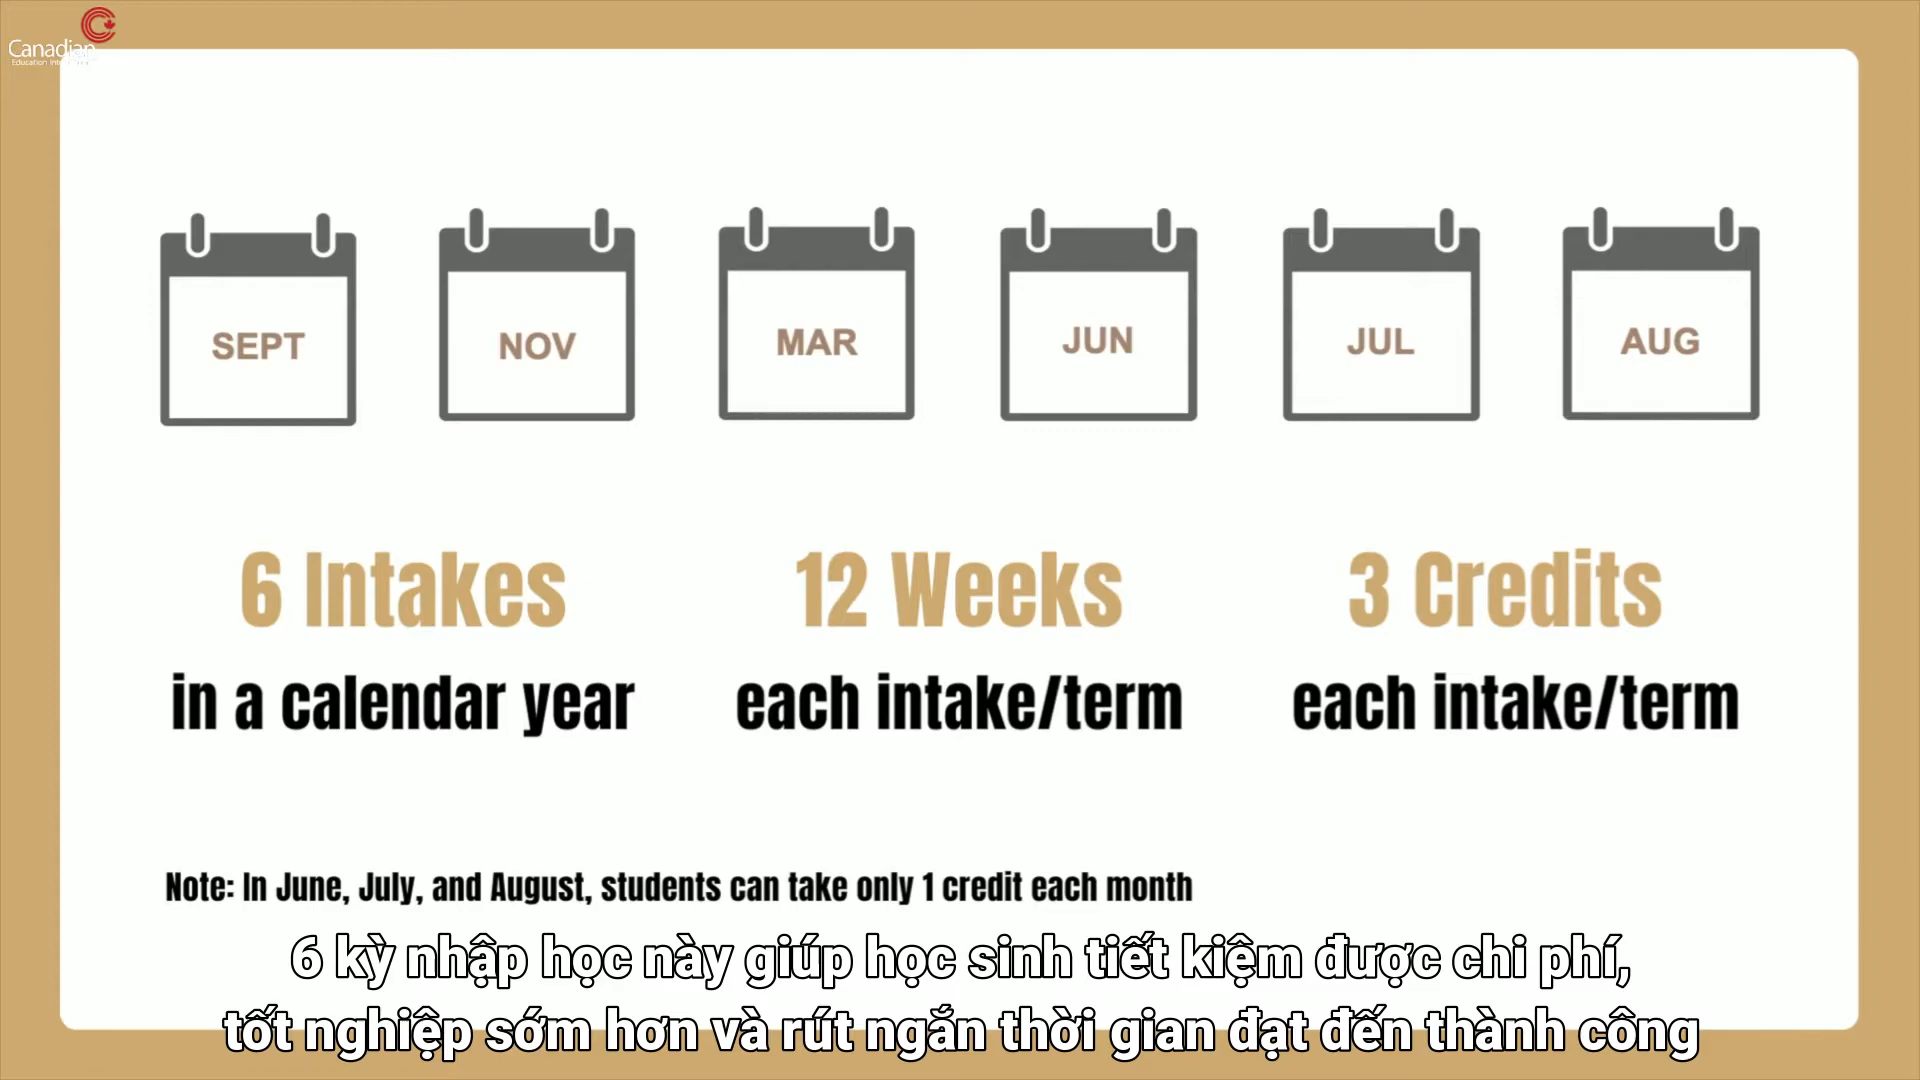 Canadian
SEPT
NOV
MAR
JUN
JUL
AUG
6 Intakes
in a calendar year
12 Weeks
each intake/term
3 Credits
each intake/term
Note: In June, July, and August, students can take only 1 credit each month
6 kỳ nhập học này giúp học sinh tiết kiệm được chi phí,
tốt nghiệp sớm hơn và rút ngắn thời gian đạt đến thành công